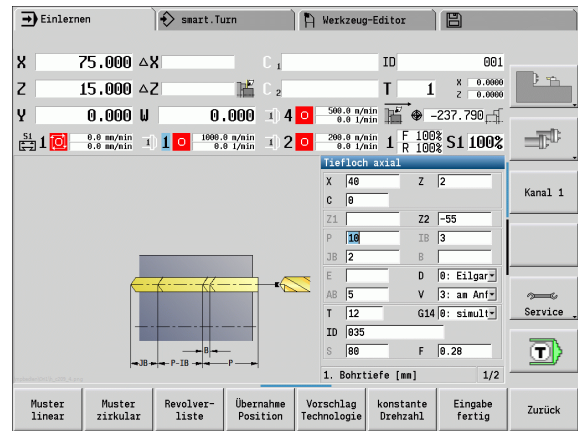 Einlernen smart.Turn Werkzeug-Editor
X 75.000 △X C 1 ID 001
Z 15.000 △Z C 2 T 1 X 0.0000 Z 0.0000
Y 0.000 U 0.000 4 500.0 m/min 0.0 1/min -237.790
S1 1 0.0 mm/min 0.0 mm/min 1 1000.0 m/min 0.0 1/min 2 200.0 m/min 0.0 1/min 1 F 100% R 100% S1 100%
Tiefloch axial
X 40 Z 2
C 0
Z1 Z2 -55
P 10 IB 3
JB 2 B
E D 0: Eilgan
AB 5 V 3: am Anf
T 12 G14 0: simult
ID 035
S 80 F 0.28
1. Bohrtiefe [mm] 1/2
B
JB P-IB P
Kanal 1
Service
T
Muster linear
Muster zirkular
Revolver-liste
Übernahme Position
Vorschlag Technologie
konstante Drehzahl
Eingabe fertig
Zurück